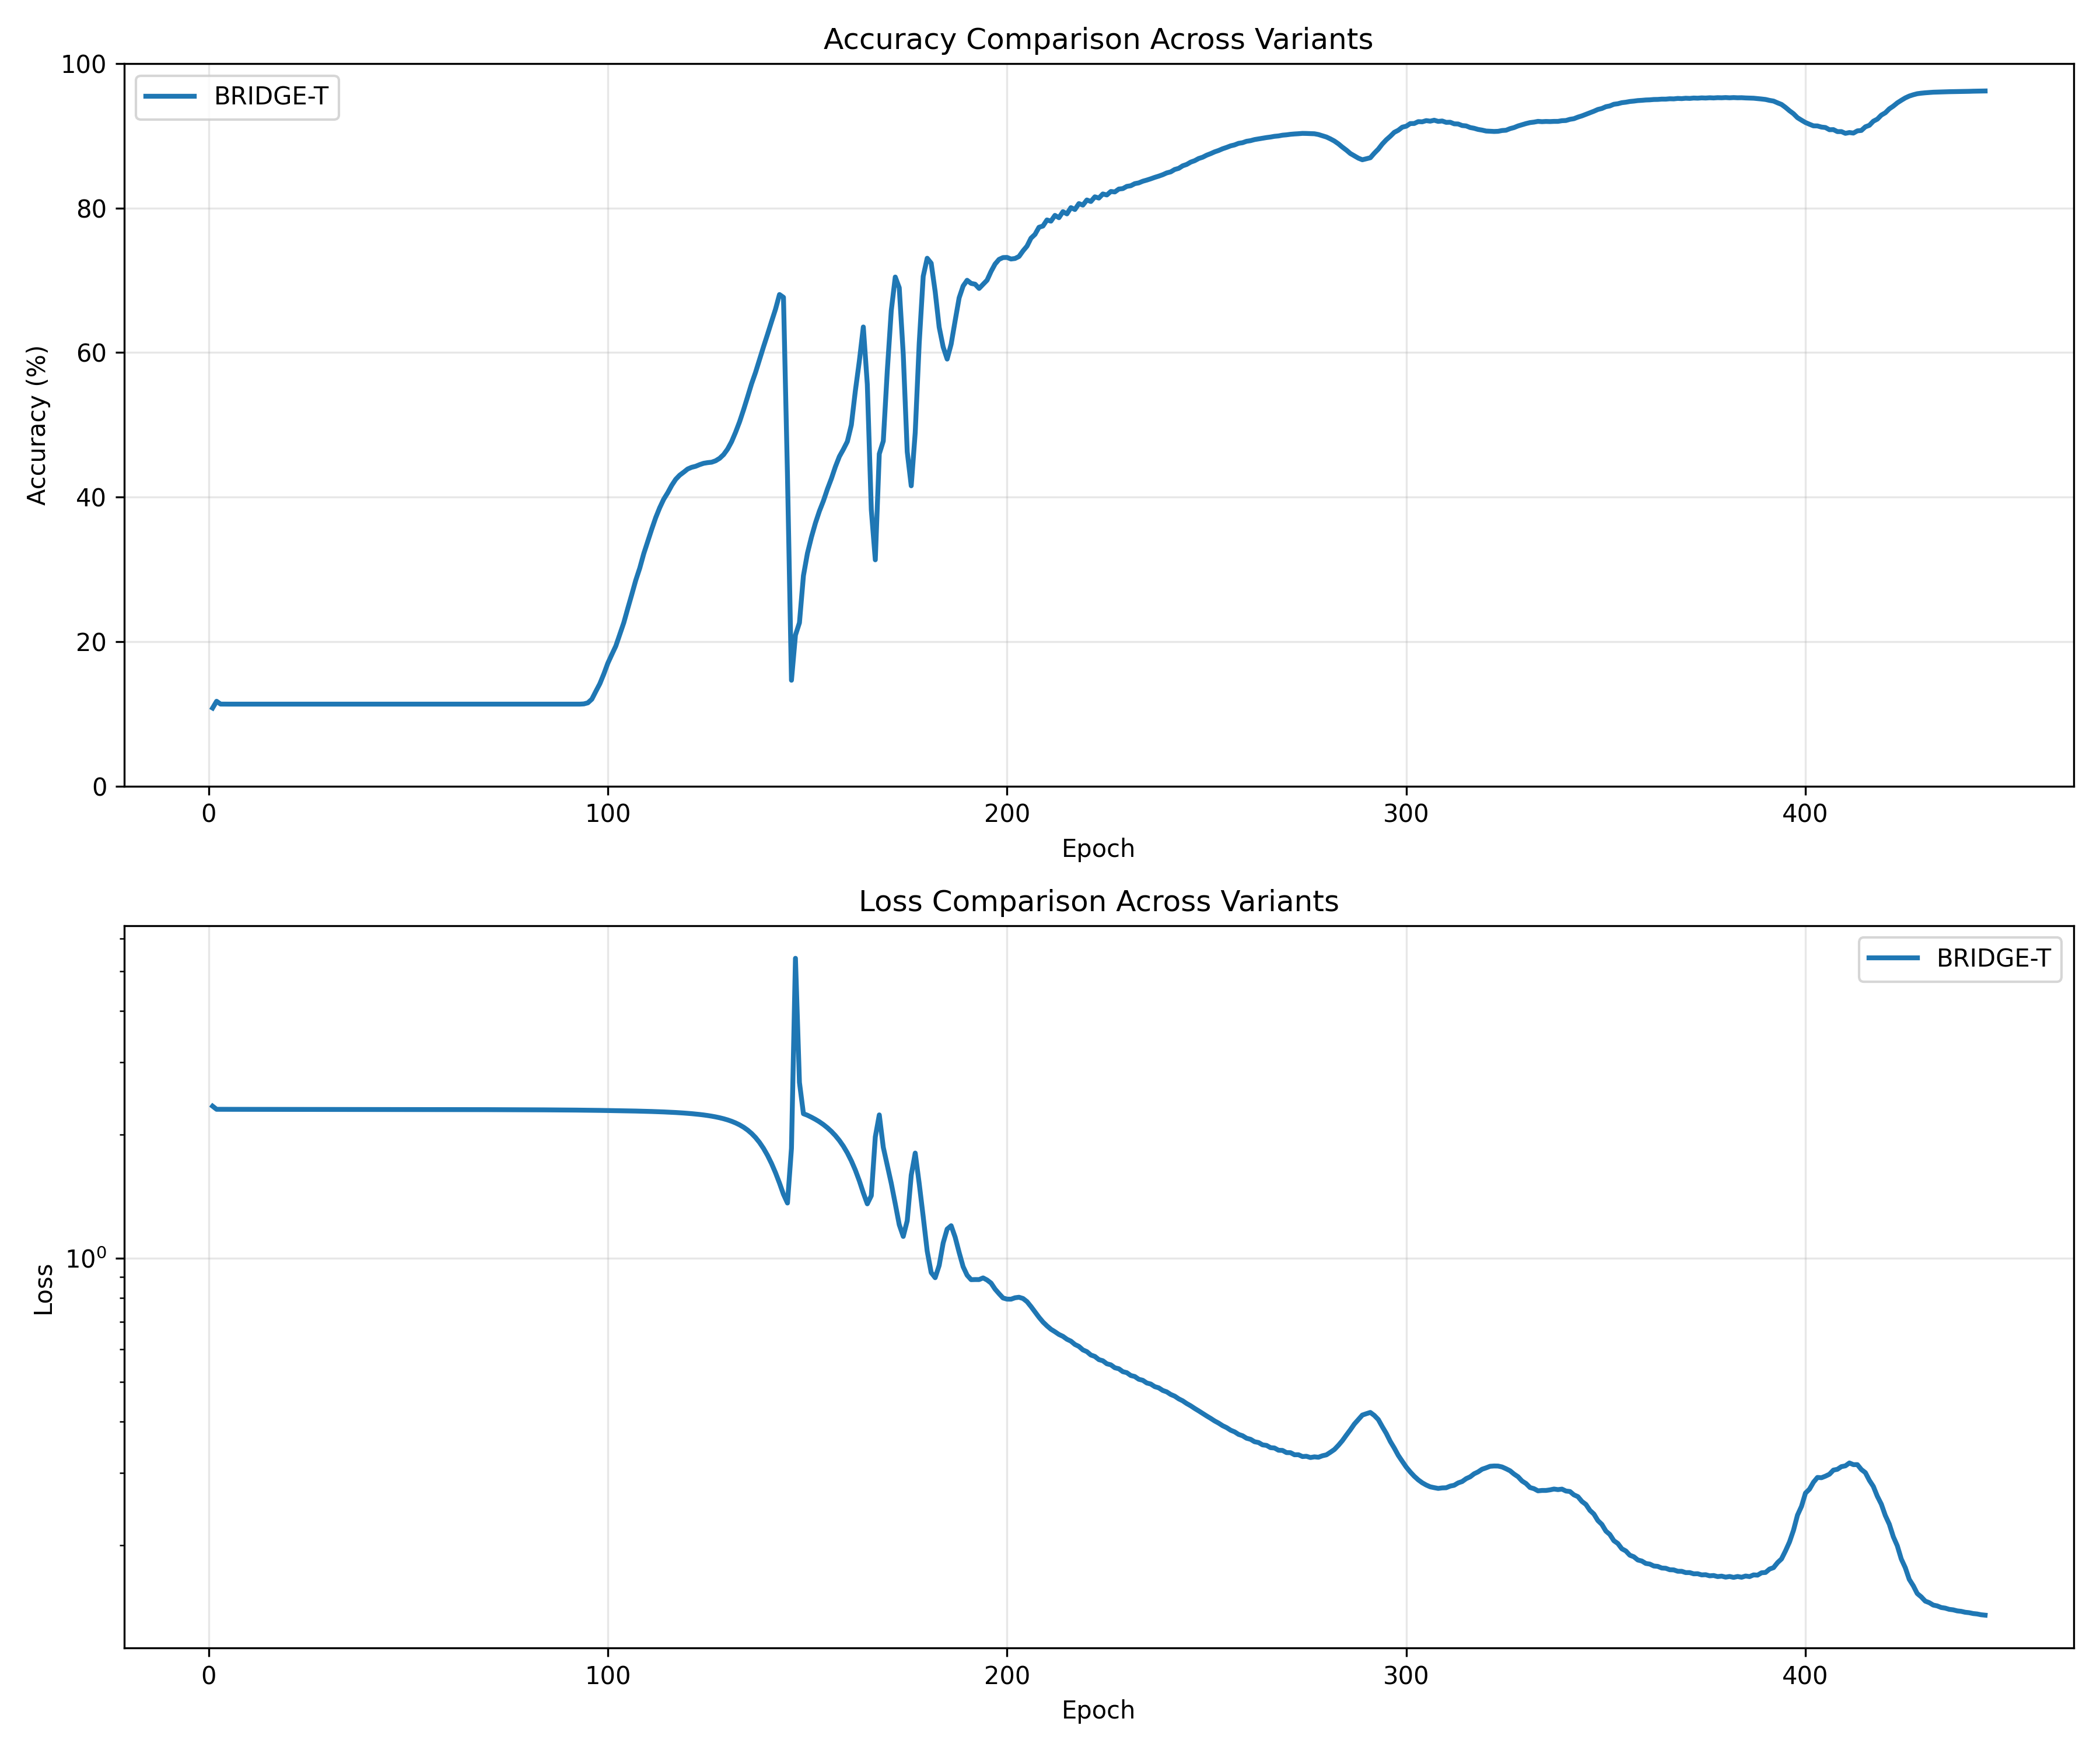 Accuracy Comparison Across Variants
BRIDGE-T
100
80
60
40
20
0
Accuracy (%)
0 100 200 300 400
Epoch
Loss Comparison Across Variants
BRIDGE-T
10⁰
Loss
0 100 200 300 400
Epoch